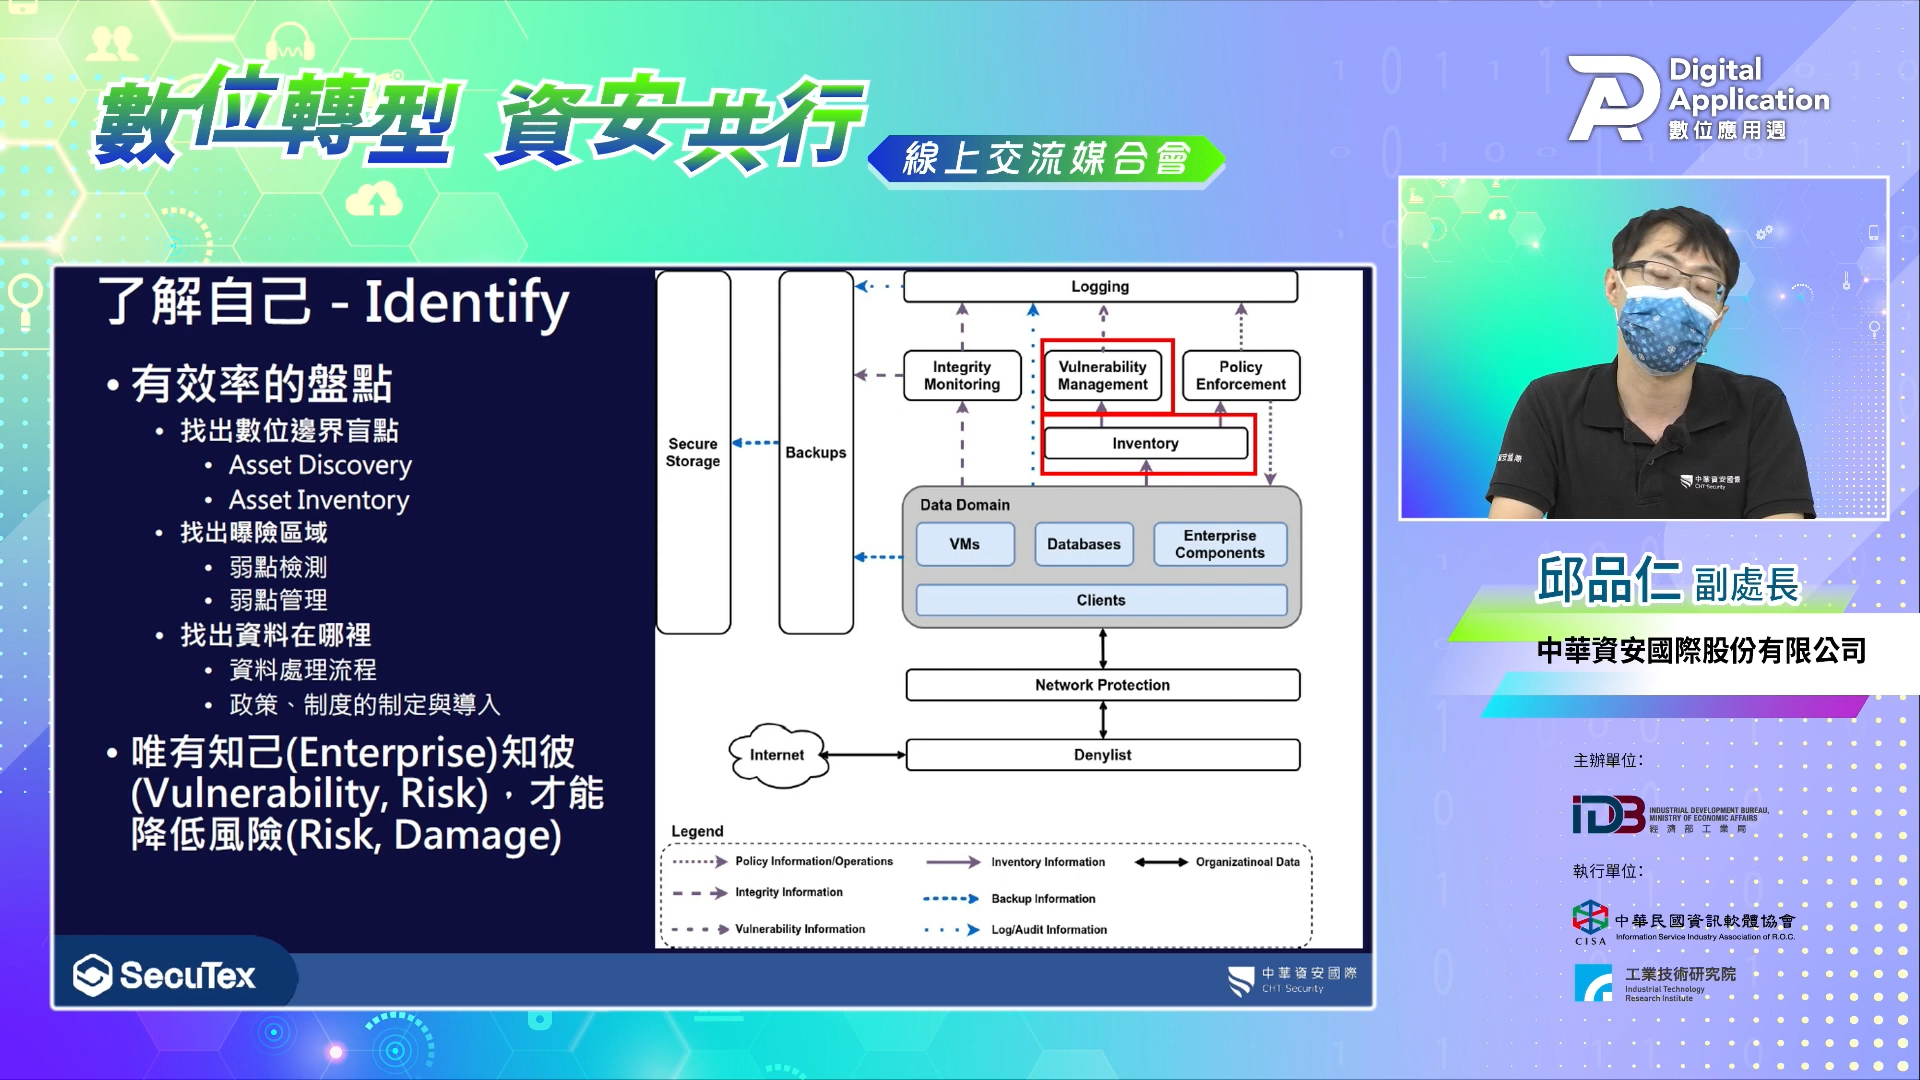 數位轉型 資安共行
線上交流媒合會
Digital
Application
數位應用週
了解自己 - Identify
• 有效率的盤點
• 找出數位邊界盲點
• Asset Discovery
• Asset Inventory
• 找出曝險區域
• 弱點檢測
• 弱點管理
• 找出資料在哪裡
• 資料處理流程
• 政策、制度的制定與導入
• 唯有知己(Enterprise)知彼
(Vulnerability, Risk)，才能
降低風險(Risk, Damage)
SecuTex
Secure
Storage
Backups
Logging
Integrity
Monitoring
Vulnerability
Management
Policy
Enforcement
Inventory
Data Domain
VMs
Databases
Enterprise
Components
Clients
Network Protection
Internet
Denylist
Legend
Policy Information/Operations
Inventory Information
Organizatinoal Data
Integrity Information
Backup Information
Vulnerability Information
Log/Audit Information
中華資安國際
CHT Security
中華資安國際
CHT Security
邱品仁 副處長
中華資安國際股份有限公司
主辦單位:
IDB
INDUSTRIAL DEVELOPMENT BUREAU,
MINISTRY OF ECONOMIC AFFAIRS
經濟部工業局
執行單位:
CISA
中華民國資訊軟體協會
Information Service Industry Association of R.O.C.
工業技術研究院
Industrial Technology
Research Institute